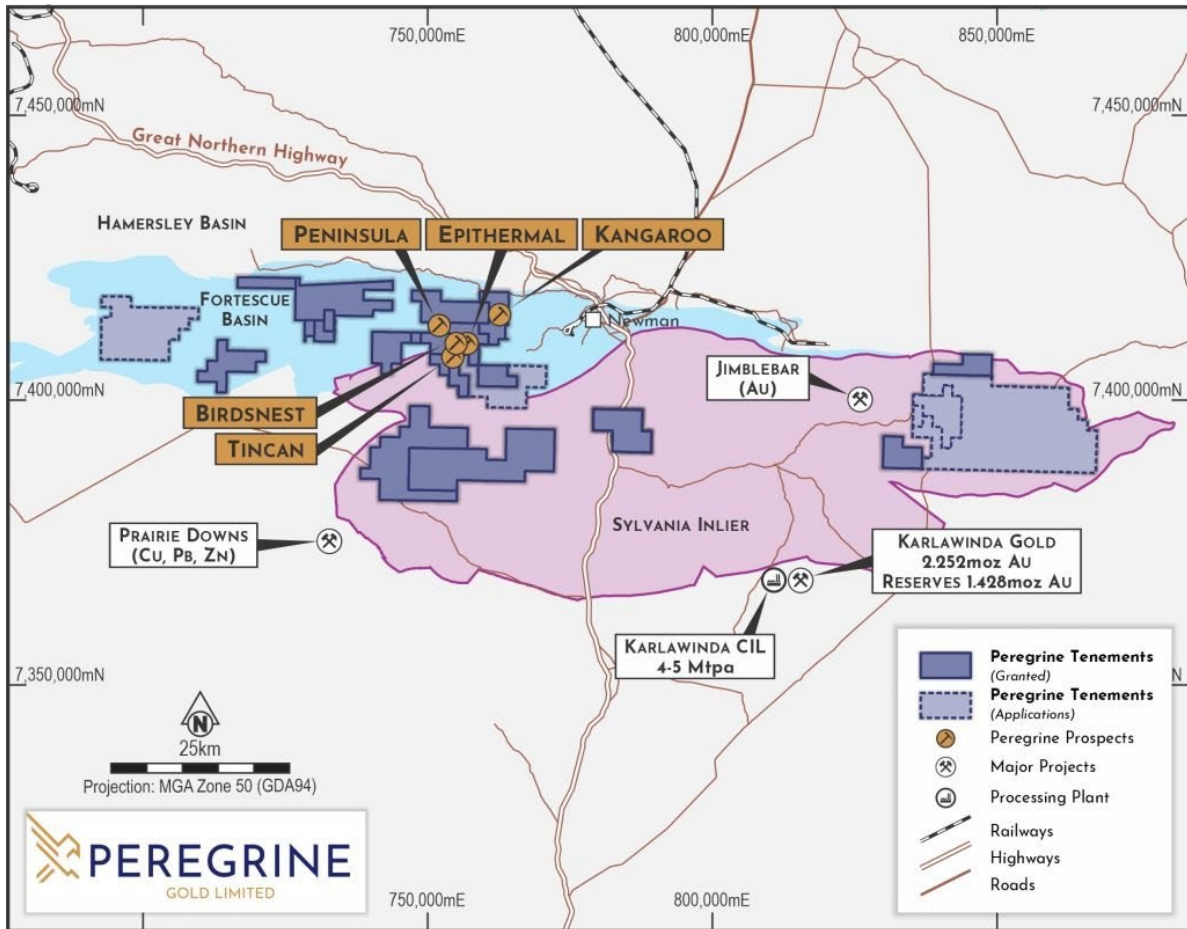 750,000mE
800,000mE
850,000mE
7,450,000mN
7,450,000mN
Great Northern Highway
HAMERSLEY BASIN
PENINSULA
EPITHERMAL
KANGAROO
FORTESCUE
BASIN
Newman
JIMBLEBAR
(AU)
7,400,000mN
7,400,000mN
BIRDSNEST
TINCAN
SYLVANIA INLIER
PRAIRIE DOWNS
(CU, PB, ZN)
KARLAWINDA GOLD
2.252MOZ AU
RESERVES 1.428MOZ AU
KARLAWINDA CIL
4-5 Mtpa
7,350,000mN
N
N
25km
Projection: MGA Zone 50 (GDA94)
Peregrine Tenements
(Granted)
Peregrine Tenements
(Applications)
Peregrine Prospects
Major Projects
Processing Plant
Railways
Highways
Roads
PEREGRINE
GOLD LIMITED
750,000mE
800,000mE